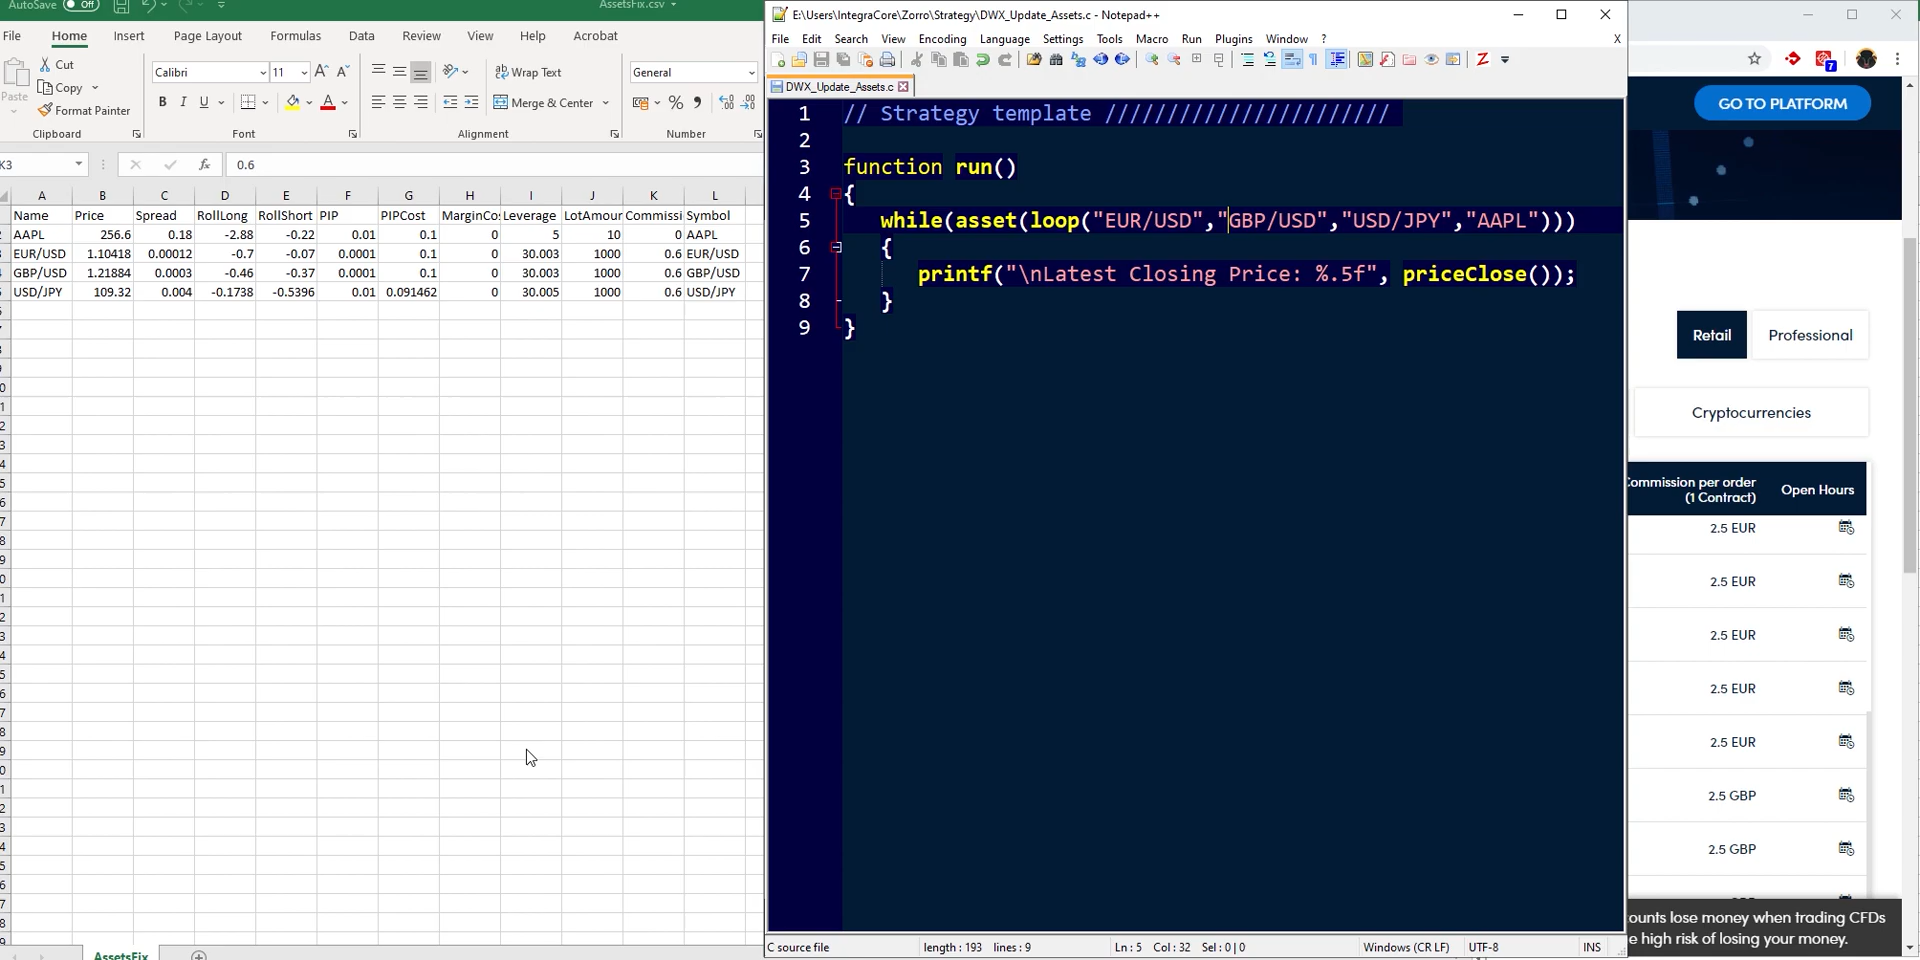 AutoSave Off AssetsFix.csv
File Home Insert Page Layout Formulas Data Review View Help Acrobat
Paste
Cut
Copy
Format Painter
Clipboard
Calibri 11
B I U
Font
Wrap Text
Merge & Center
Alignment
General
Number
K3 fx 0.6
A B C D E F G H I J K L
Name Price Spread RollLong RollShort PIP PIPCost MarginCos Leverage LotAmour Commissi Symbol
AAPL 256.6 0.18 -2.88 -0.22 0.01 0.1 0 5 10 0 AAPL
EUR/USD 1.10418 0.00012 -0.7 -0.07 0.0001 0.1 0 30.003 1000 0.6 EUR/USD
GBP/USD 1.21884 0.0003 -0.46 -0.37 0.0001 0.1 0 30.003 1000 0.6 GBP/USD
USD/JPY 109.32 0.004 -0.1738 -0.5396 0.01 0.091462 0 30.005 1000 0.6 USD/JPY
AssetsFix
E:\Users\IntegraCore\Zorro\Strategy\DWX_Update_Assets.c - Notepad++
File Edit Search View Encoding Language Settings Tools Macro Run Plugins Window ? X
DWX_Update_Assets.c
1 // Strategy template ///////////////////////
2
3 function run()
4 {
5 while(asset(loop("EUR/USD","GBP/USD","USD/JPY","AAPL")))
6 {
7 printf("\nLatest Closing Price: %.5f", priceClose());
8 }
9 }
C source file length : 193 lines : 9 Ln : 5 Col : 32 Sel : 0 | 0 Windows (CR LF) UTF-8 INS
7
GO TO PLATFORM
Retail Professional
Cryptocurrencies
Commission per order
(1 Contract)
Open Hours
2.5 EUR
2.5 EUR
2.5 EUR
2.5 EUR
2.5 EUR
2.5 GBP
2.5 GBP
ounts lose money when trading CFDs
e high risk of losing your money.